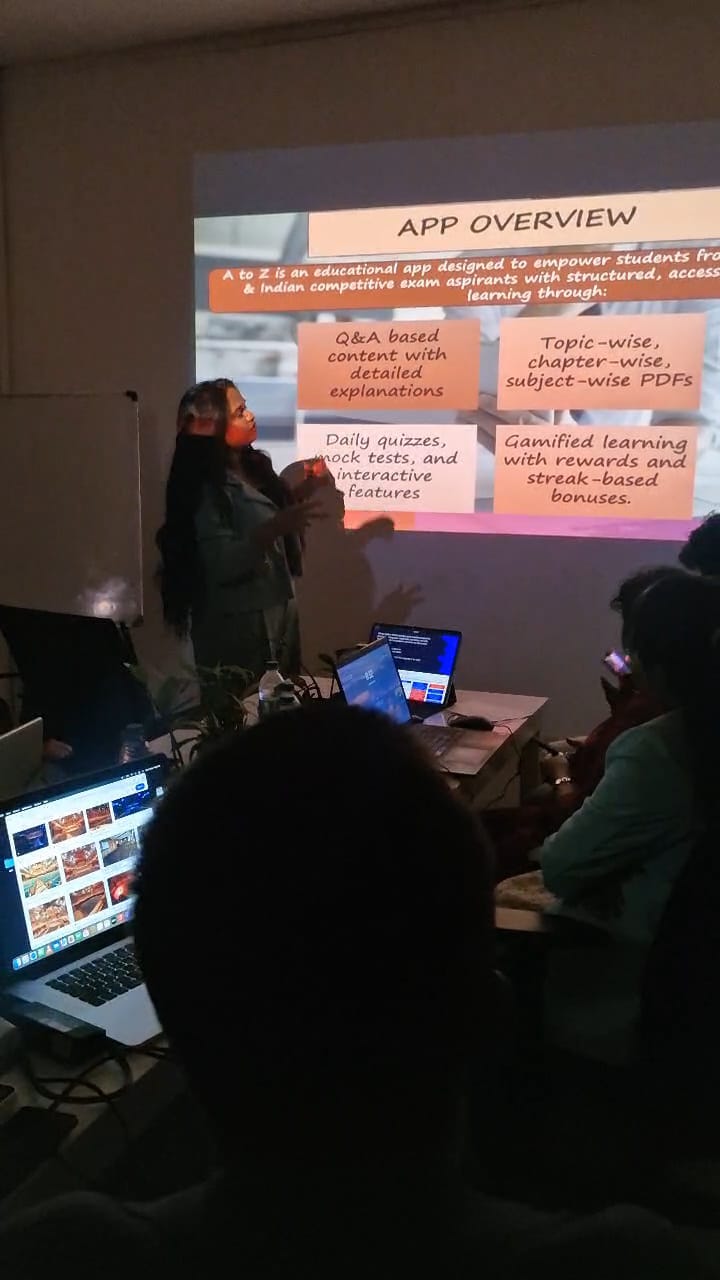 APP OVERVIEW
A to Z is an educational app designed to empower students
& Indian competitive exam aspirants with structured,
learning through:
Q&A based
content with
detailed
explanations
Topic-wise,
chapter-wise,
subject-wise PDFs
Daily quizzes,
mock tests, and
interactive
features
Gamified learning
with rewards and
streak-based
bonuses.